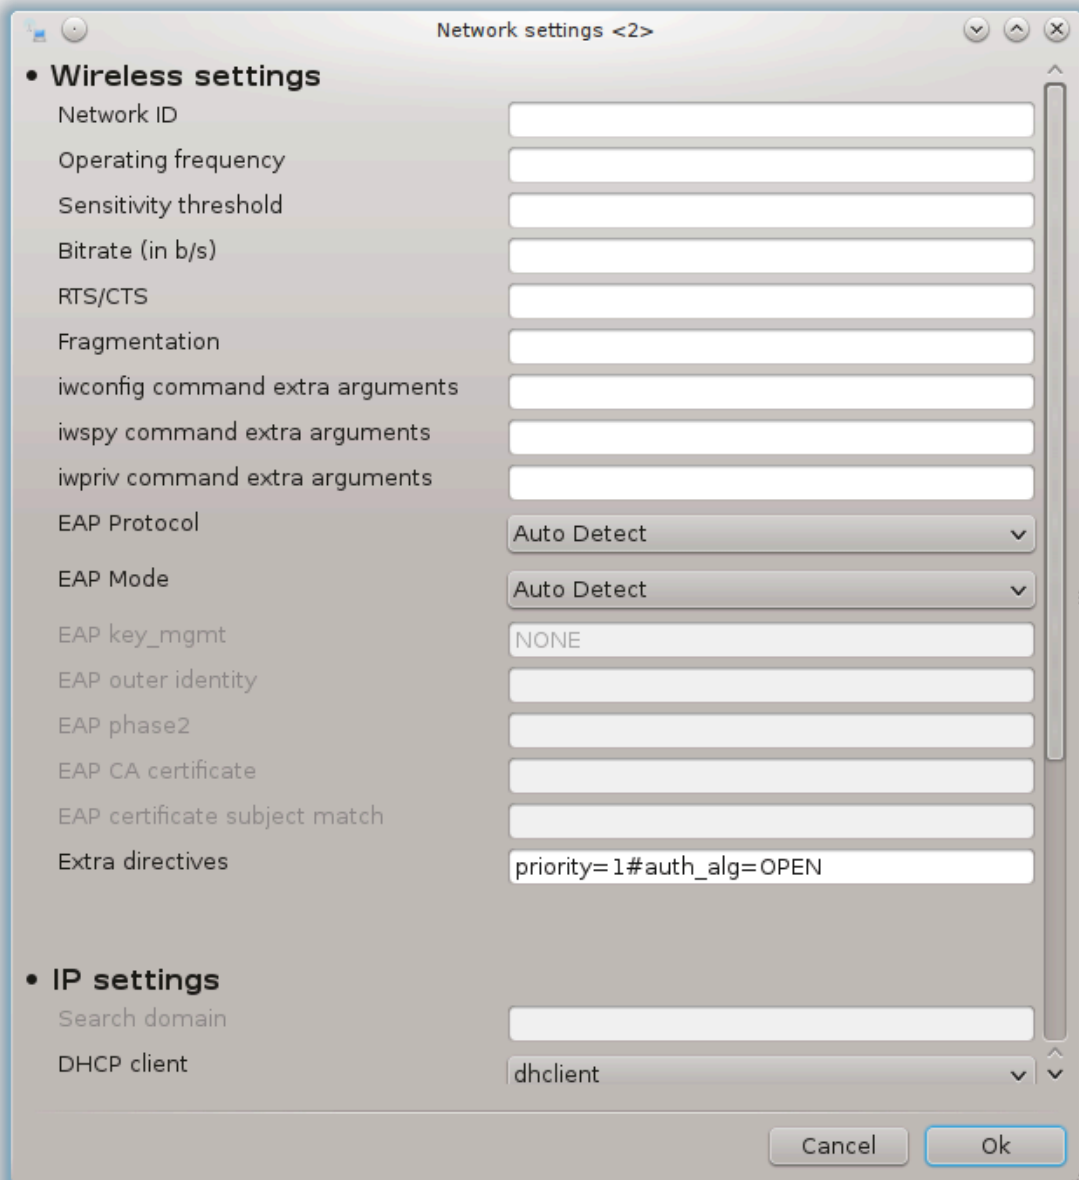 Network settings <2>
• Wireless settings
Network ID
Operating frequency
Sensitivity threshold
Bitrate (in b/s)
RTS/CTS
Fragmentation
iwconfig command extra arguments
iwspy command extra arguments
iwpriv command extra arguments
EAP Protocol Auto Detect
EAP Mode Auto Detect
EAP key_mgmt NONE
EAP outer identity
EAP phase2
EAP CA certificate
EAP certificate subject match
Extra directives priority=1#auth_alg=OPEN
• IP settings
Search domain
DHCP client dhclient
Cancel Ok